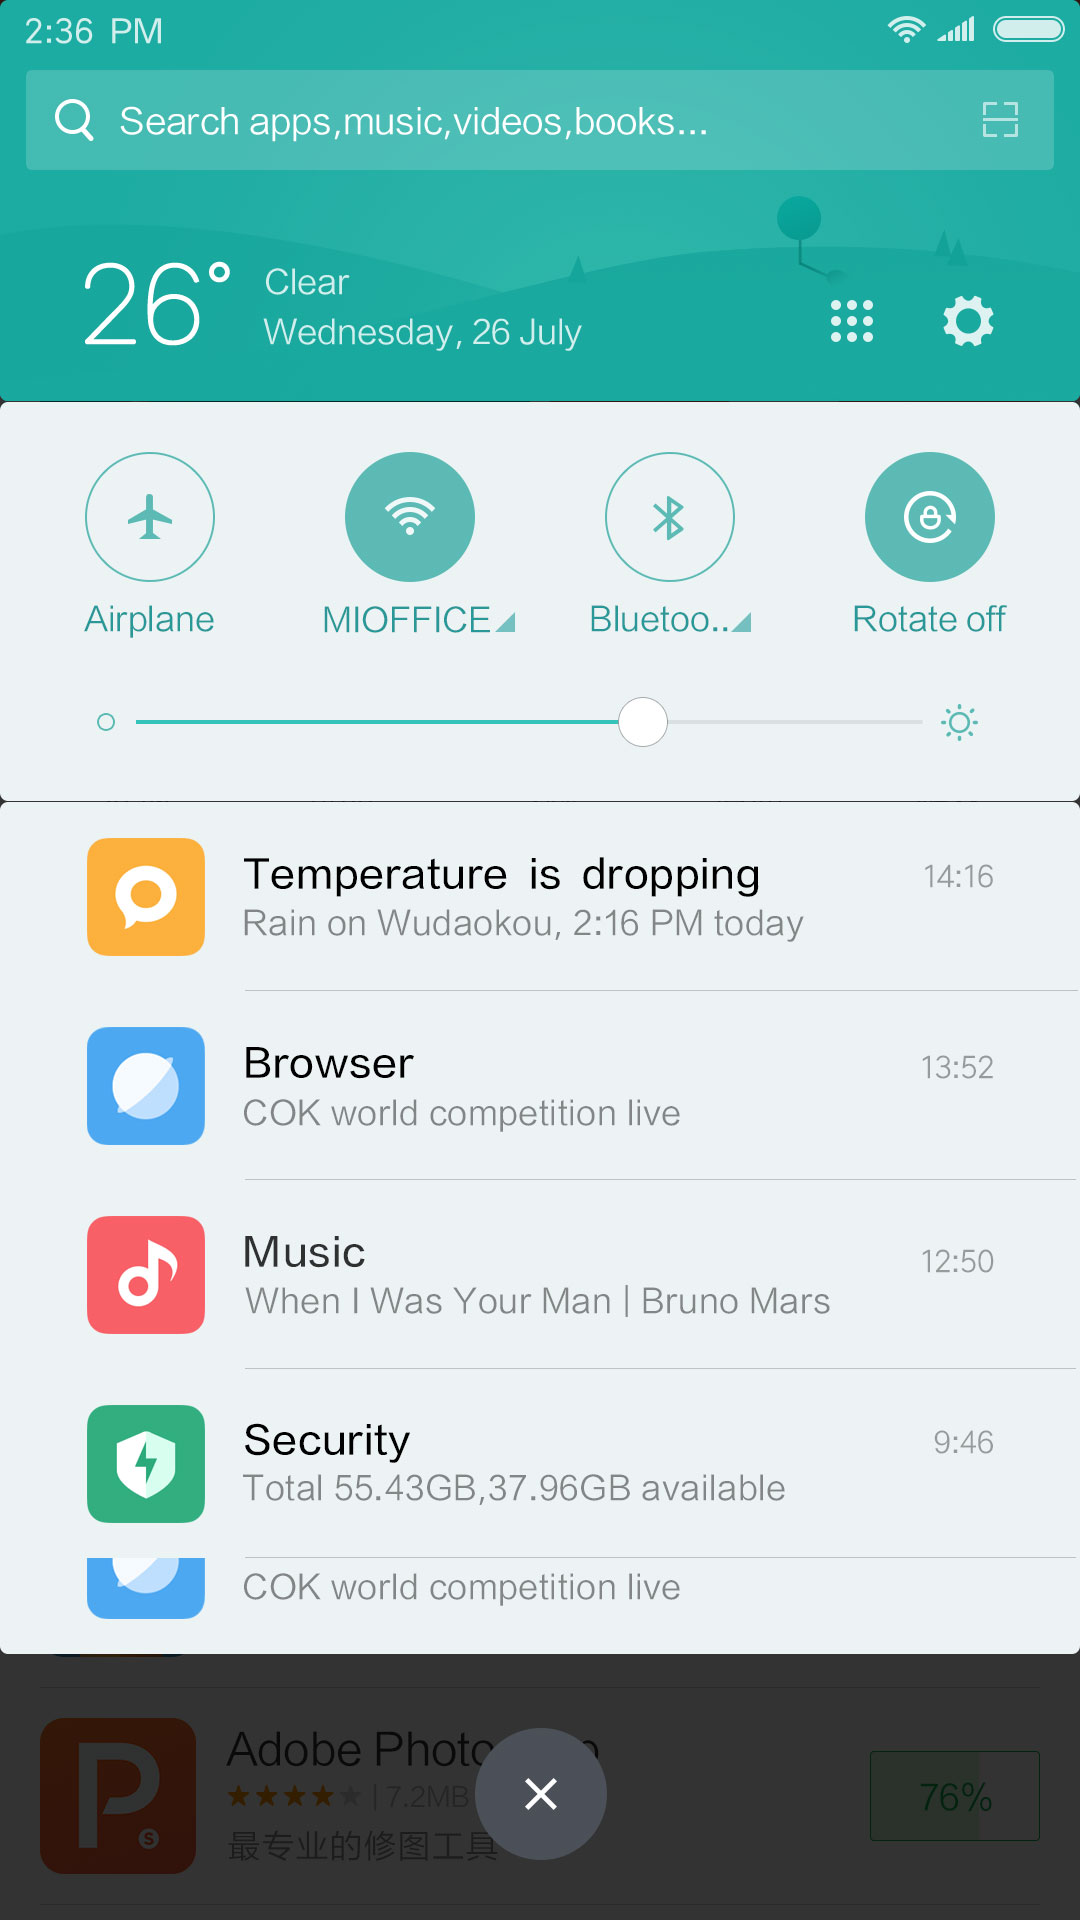 2:36 PM
Search apps,music,videos,books...
26°
Clear
Wednesday, 26 July
Airplane
MIOFFICE
Bluetoo..
Rotate off
Temperature is dropping
14:16
Rain on Wudaokou, 2:16 PM today
Browser
13:52
COK world competition live
Music
12:50
When I Was Your Man | Bruno Mars
Security
9:46
Total 55.43GB,37.96GB available
COK world competition live
Adobe
| 7.2MB
76%
最专业的修图工具